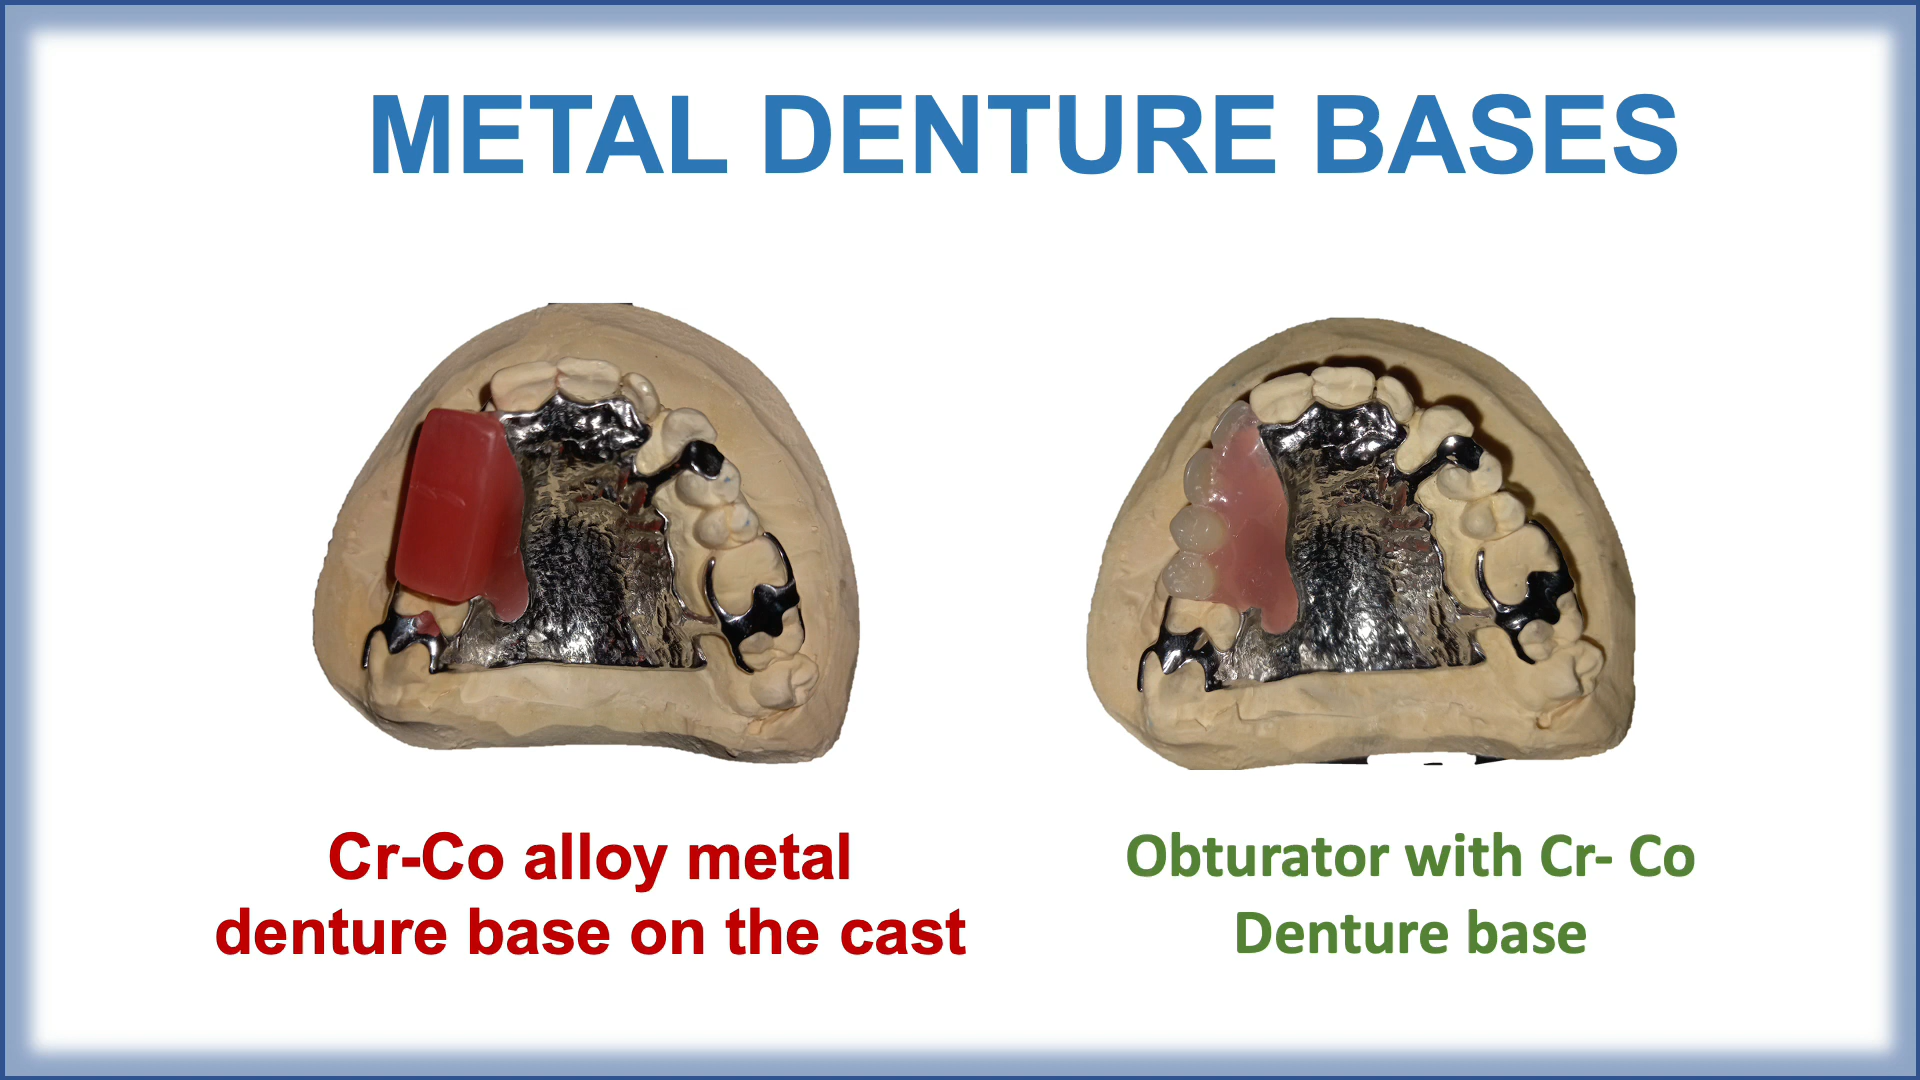 METAL DENTURE BASES
Cr-Co alloy metal
denture base on the cast
Obturator with Cr- Co
Denture base